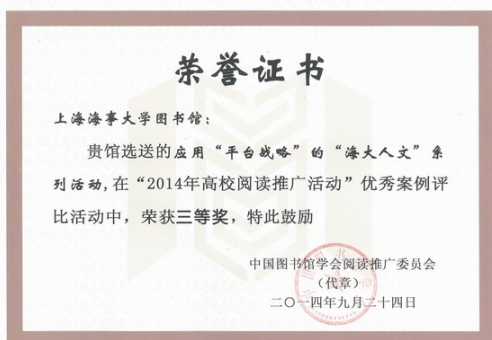 荣誉证书
上海海事大学图书馆：
贵馆选送的应用“平台战略”的“海大人文”系
列活动，在“2014年高校阅读推广活动”优秀案例评
比活动中，荣获三等奖，特此鼓励
中国图书馆学会阅读推广委员会
（代章）
二〇一四年九月二十四日